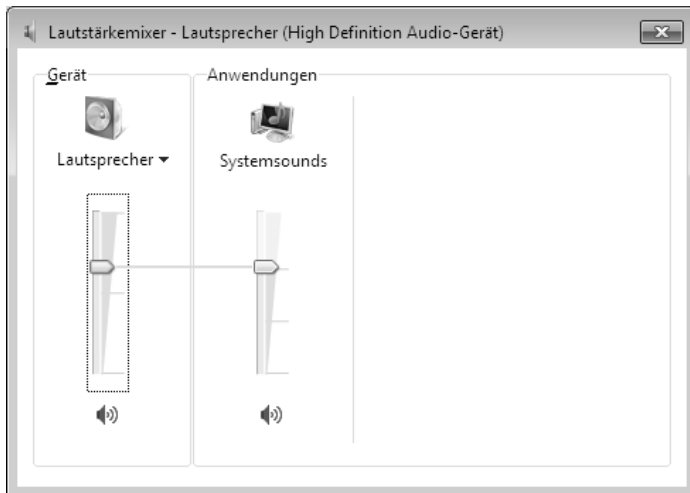 Lautstärkemixer - Lautsprecher (High Definition Audio-Gerät)
Gerät
Anwendungen
Lautsprecher
Systemsounds